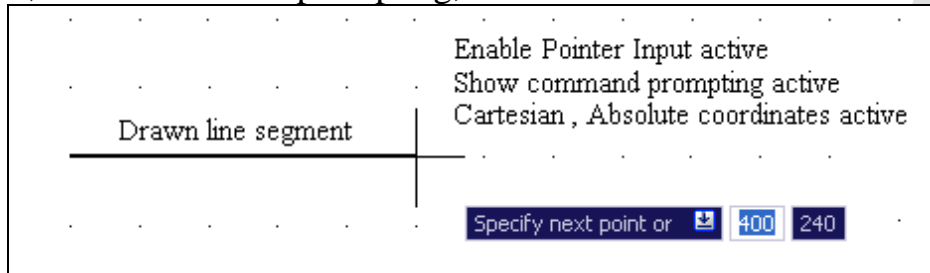 Enable Pointer Input active
Show command prompting active
Cartesian , Absolute coordinates active
Drawn line segment
Specify next point or 400 240